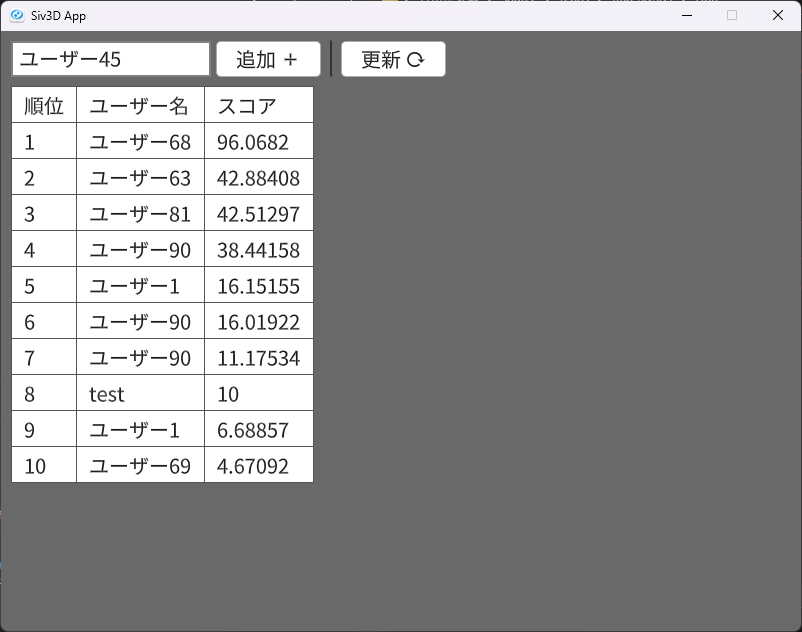 Siv3D App
ユーザー45 追加 + 更新
順位 ユーザー名 スコア
1 ユーザー68 96.0682
2 ユーザー63 42.88408
3 ユーザー81 42.51297
4 ユーザー90 38.44158
5 ユーザー1 16.15155
6 ユーザー90 16.01922
7 ユーザー90 11.17534
8 test 10
9 ユーザー1 6.68857
10 ユーザー69 4.67092